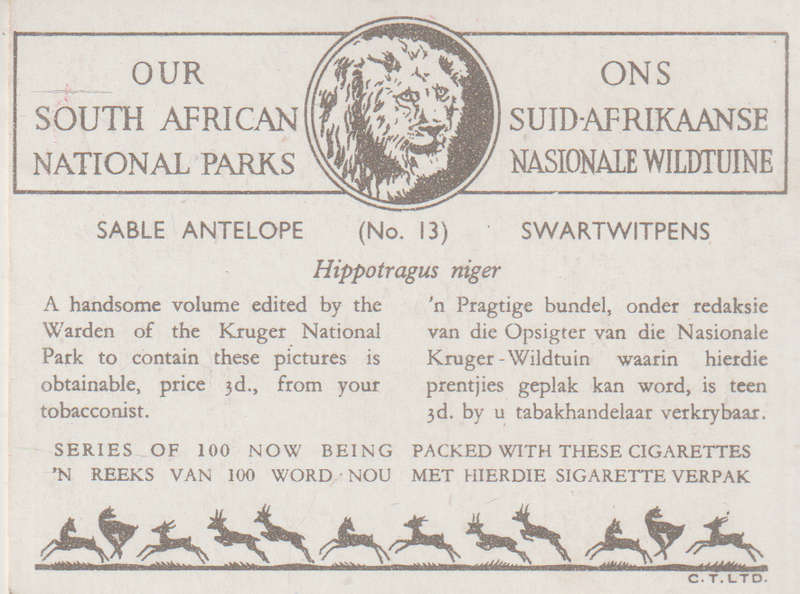 OUR
SOUTH AFRICAN
NATIONAL PARKS
ONS
SUID-AFRIKAANSE
NASIONALE WILDTUINE
SABLE ANTELOPE (No. 13) SWARTWITPENS
Hippotragus niger
A handsome volume edited by the
Warden of the Kruger National
Park to contain these pictures is
obtainable, price 3d., from your
tobacconist.
'n Pragtige bundel, onder redaksie
van die Opsigter van die Nasionale
Kruger-Wildtuin waarin hierdie
prentjies geplak kan word, is teen
3d. by u tabakhandelaar verkrybaar.
SERIES OF 100 NOW BEING PACKED WITH THESE CIGARETTES
'N REEKS VAN 100 WORD NOU MET HIERDIE SIGARETTE VERPAK
C.T.LTD.